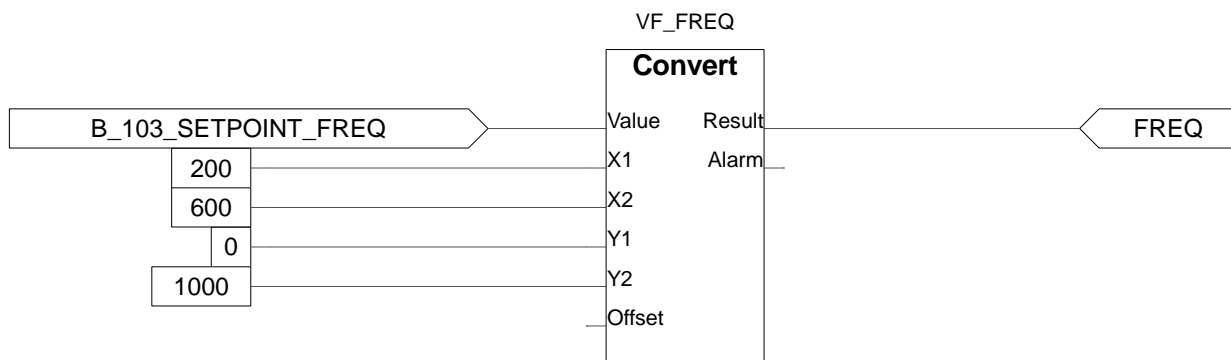 VF_FREQ
Convert
B_103_SETPOINT_FREQ
Value
Result
FREQ
200
X1
Alarm
600
X2
0
Y1
1000
Y2
Offset